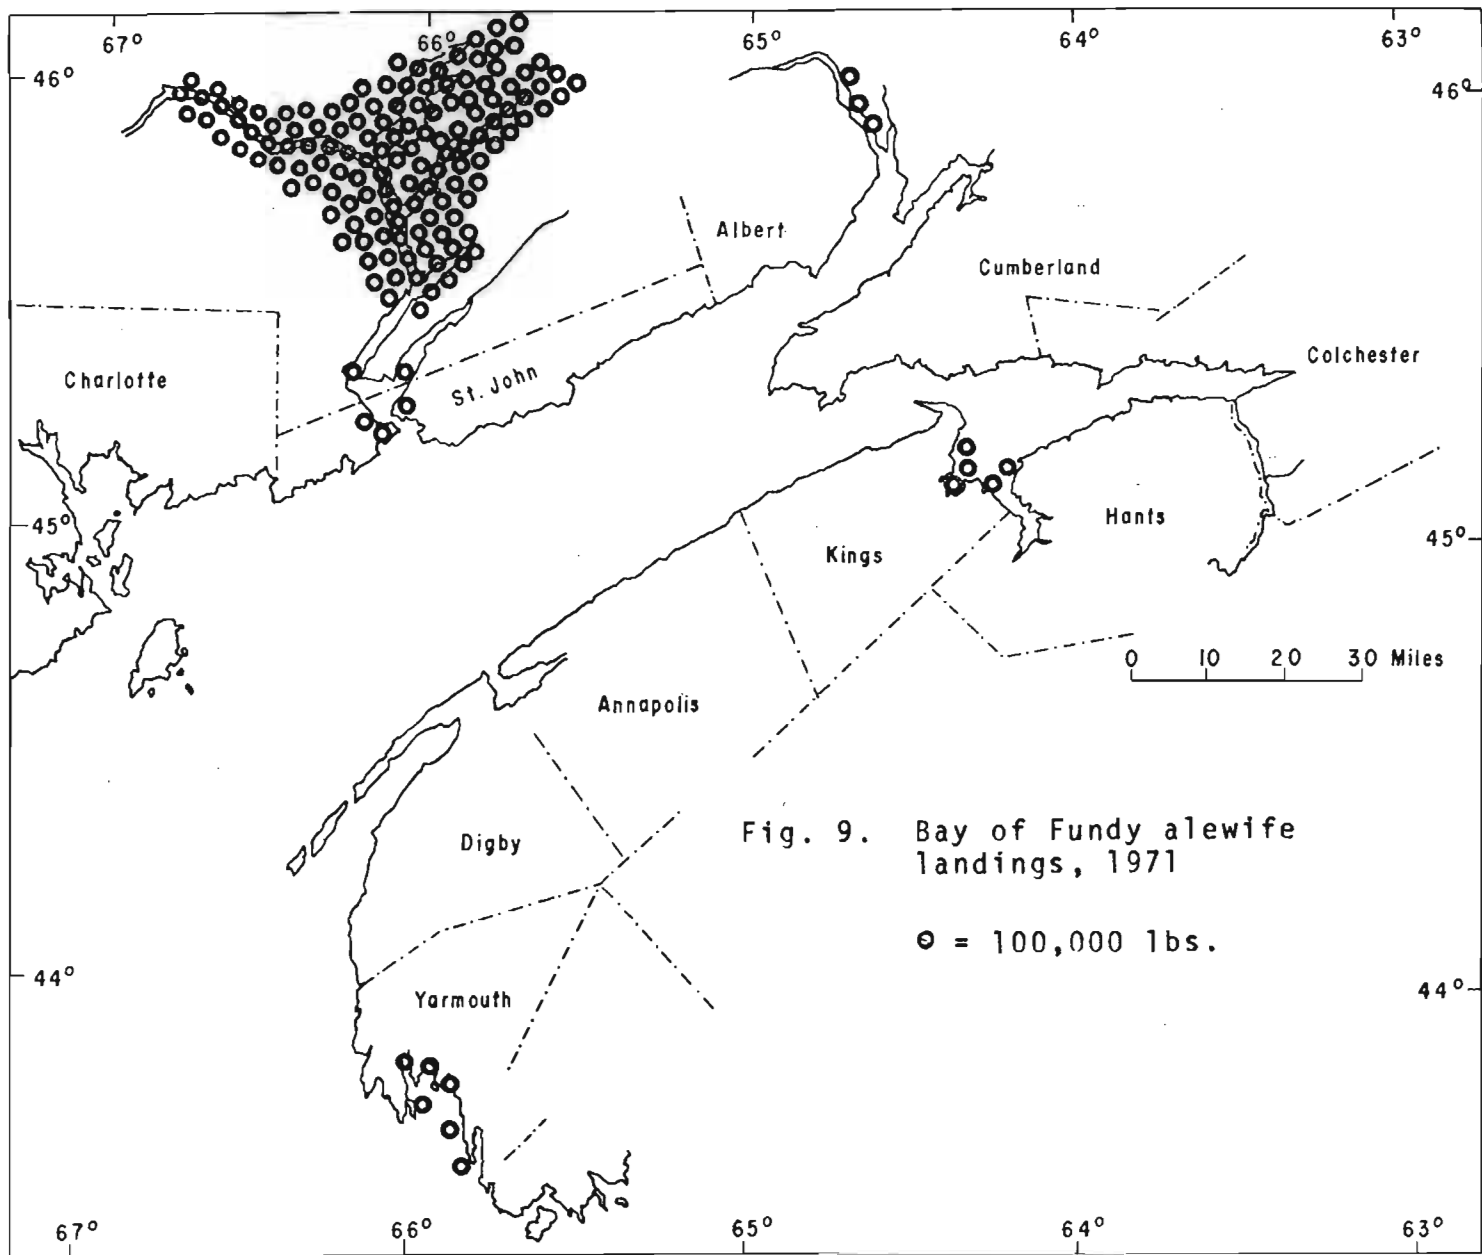 67° 66° 65° 64° 63°
46° 46°
Albert
Cumberland
Colchester
Charlotte
St. John
45° 45°
Hants
Kings
0 10 20 30 Miles
Annapolis
Digby
Fig. 9. Bay of Fundy alewife
landings, 1971
= 100,000 lbs.
44° 44°
Yarmouth
67° 66° 65° 64° 63°